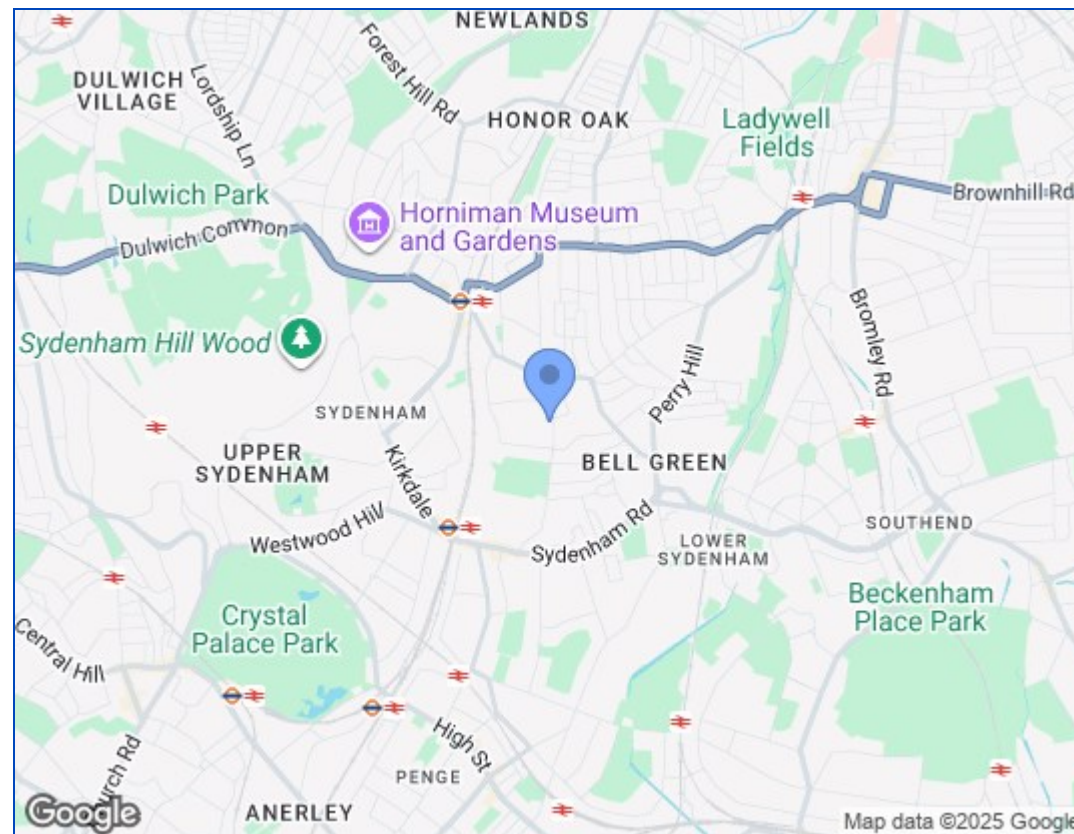 NEWLANDS
DULWICH
VILLAGE
Lordship Ln
Forest Hill Rd
HONOR OAK
Ladywell
Fields
Dulwich Park
Brownhill Rd
Dulwich Common
Horniman Museum
and Gardens
Sydenham Hill Wood
Bromley Rd
Perry Hill
SYDENHAM
UPPER
SYDENHAM
Kirkdale
BELL GREEN
Westwood Hill
Sydenham Rd
SOUTHEND
LOWER
SYDENHAM
Beckenham
Place Park
Crystal
Palace Park
Central Hill
High St
Church Rd
PENGE
ANERLEY
Google
Map data ©2025 Google